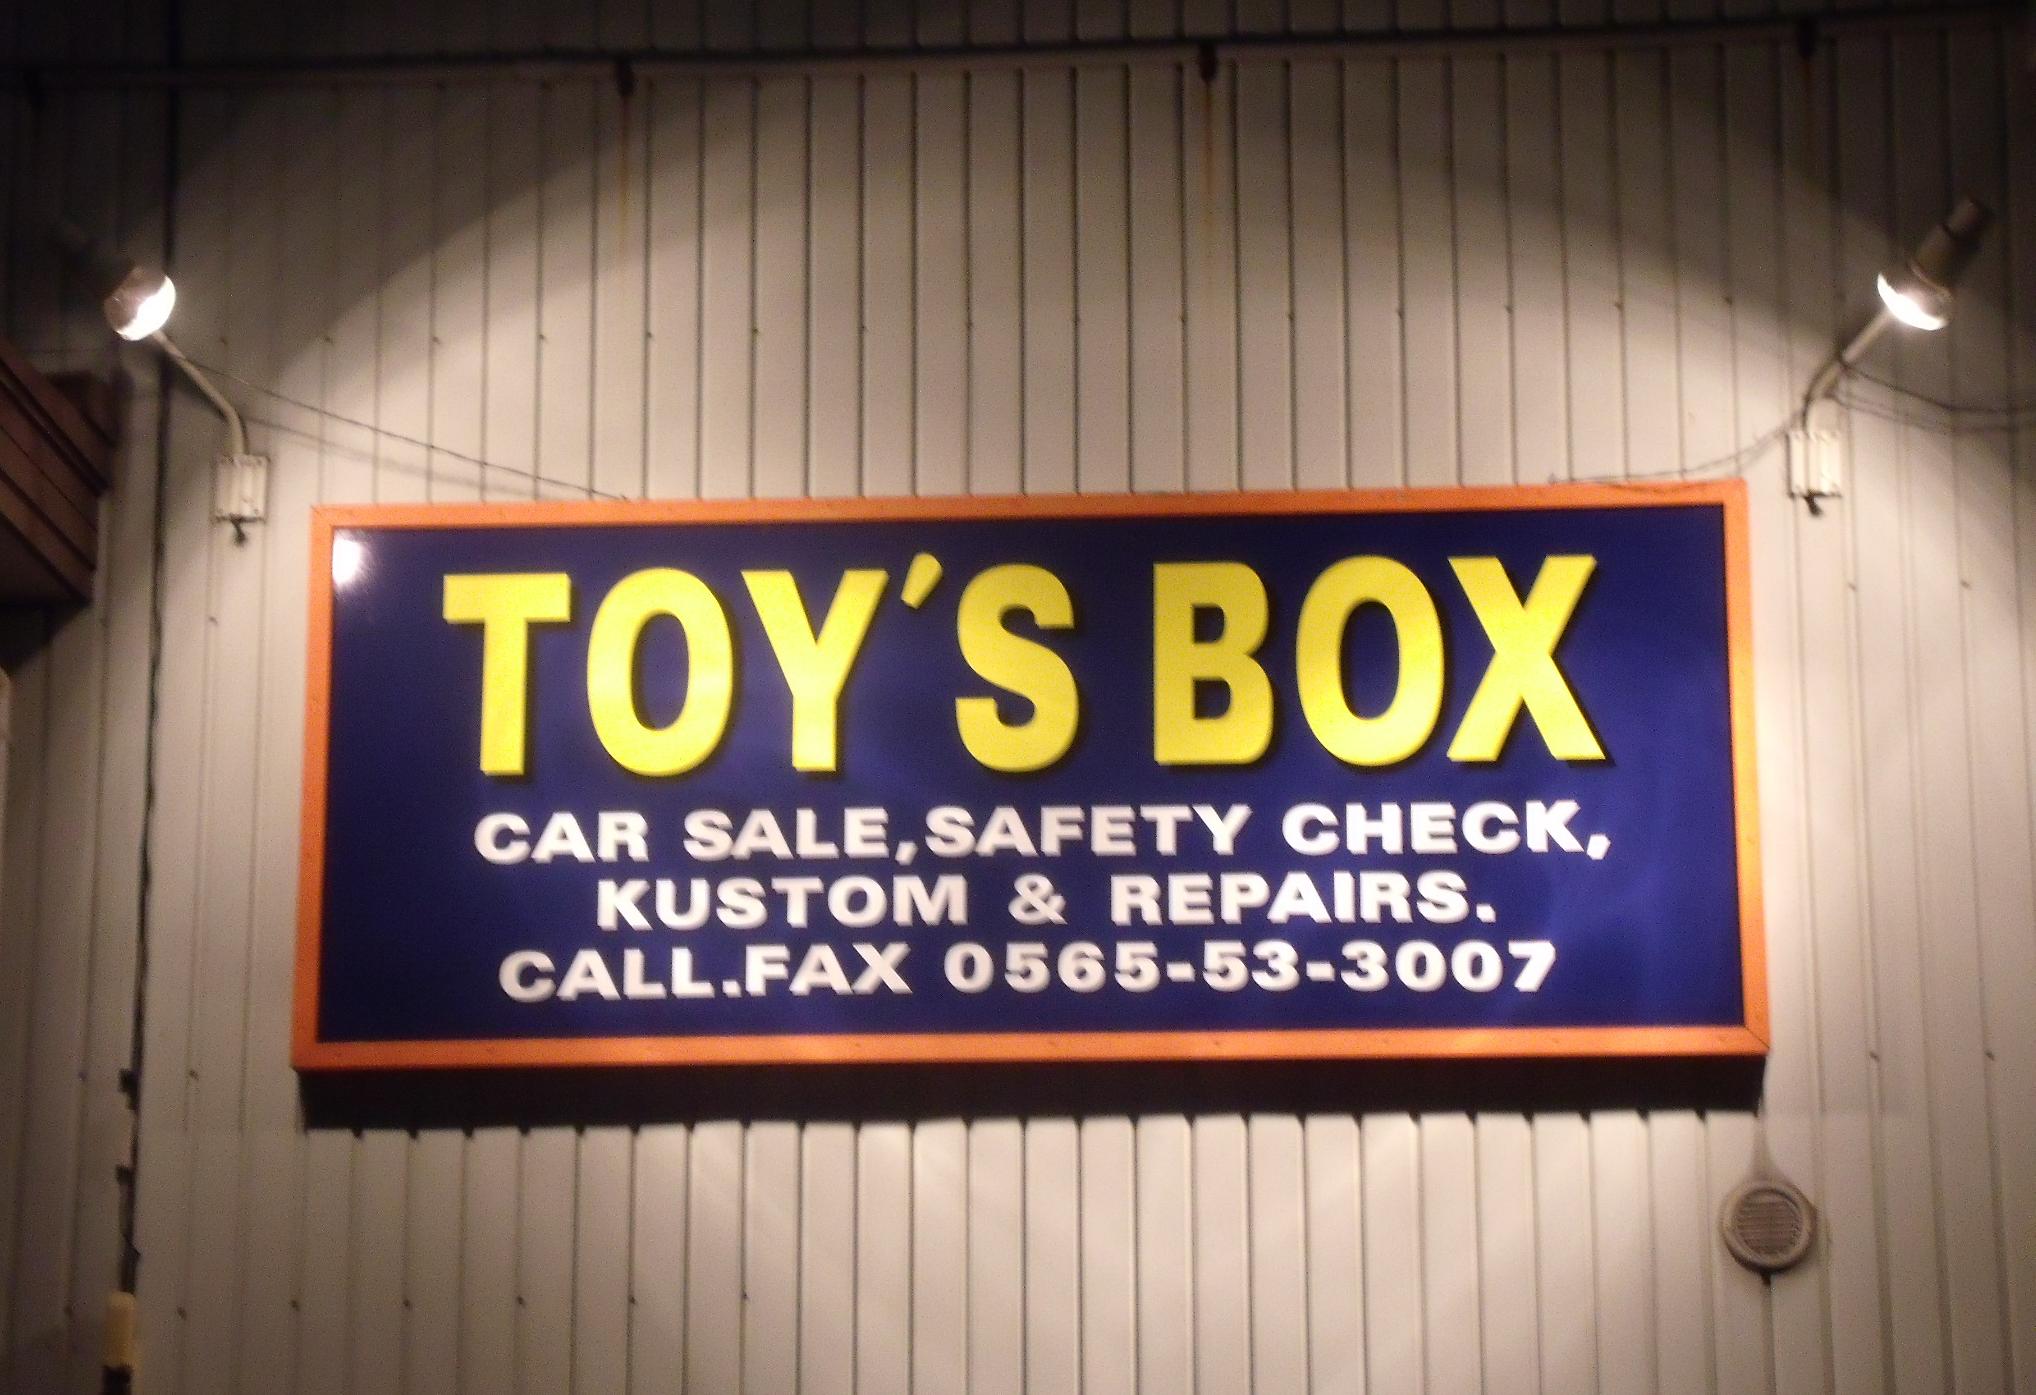 TOY'S BOX
CAR SALE,SAFETY CHECK,
KUSTOM & REPAIRS.
CALL.FAX 0565-53-3007